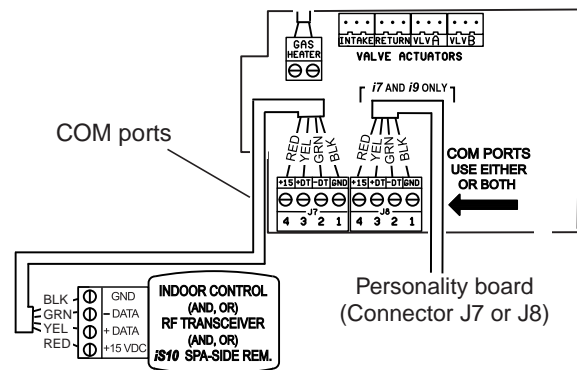 GAS
HEATER
INTAKE RETURN VLVA VLVB
VALVE ACTUATORS
i7 AND i9 ONLY
COM ports
RED YEL GRN BLK
RED YEL GRN BLK
COM PORTS
USE EITHER
OR BOTH
+15 +DT -DT GND +15 +DT -DT GND
J7 J8
4 3 2 1 4 3 2 1
Personality board
(Connector J7 or J8)
BLK GND
GRN – DATA
YEL + DATA
RED +15 VDC
INDOOR CONTROL
(AND, OR)
RF TRANSCEIVER
(AND, OR)
iS10 SPA-SIDE REM.